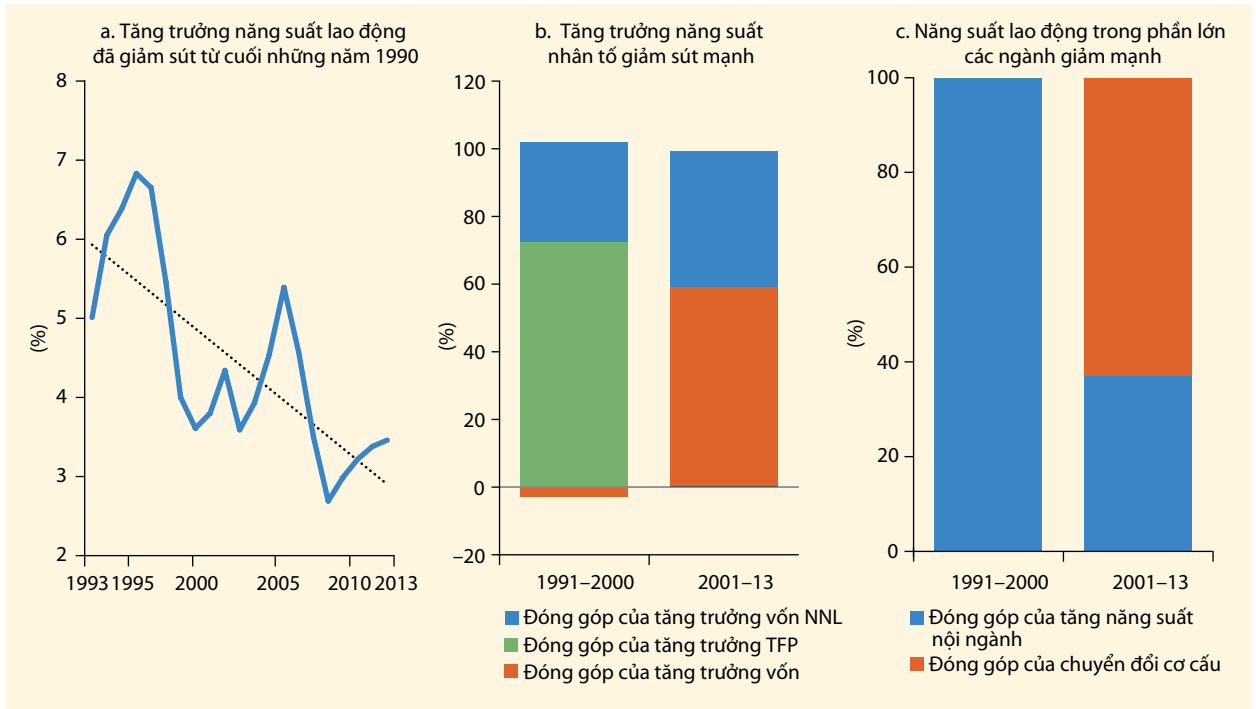 a. Tăng trưởng năng suất lao động
đã giảm sút từ cuối những năm 1990
8
7
6
5
4
3
2
(%)
1993 1995 2000 2005 2010 2013
b. Tăng trưởng năng suất
nhân tố giảm sút mạnh
120
100
80
60
40
20
0
–20
(%)
1991–2000 2001–13
Đóng góp của tăng trưởng vốn NNL
Đóng góp của tăng trưởng TFP
Đóng góp của tăng trưởng vốn
c. Năng suất lao động trong phần lớn
các ngành giảm mạnh
100
80
60
40
20
0
(%)
1991–2000 2001–13
Đóng góp của tăng năng suất
nội ngành
Đóng góp của chuyển đổi cơ cấu